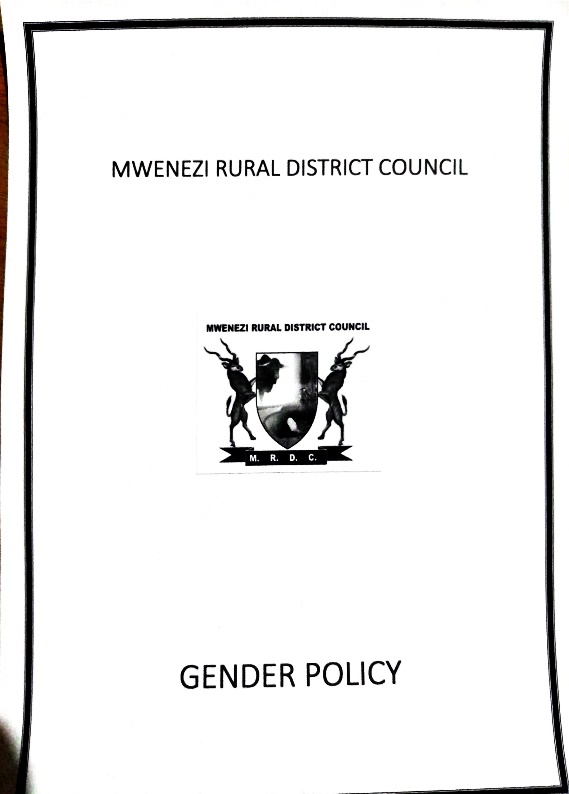 MWENEZI RURAL DISTRICT COUNCIL
MWENEZI RURAL DISTRICT COUNCIL
M. R. D. C.
GENDER POLICY